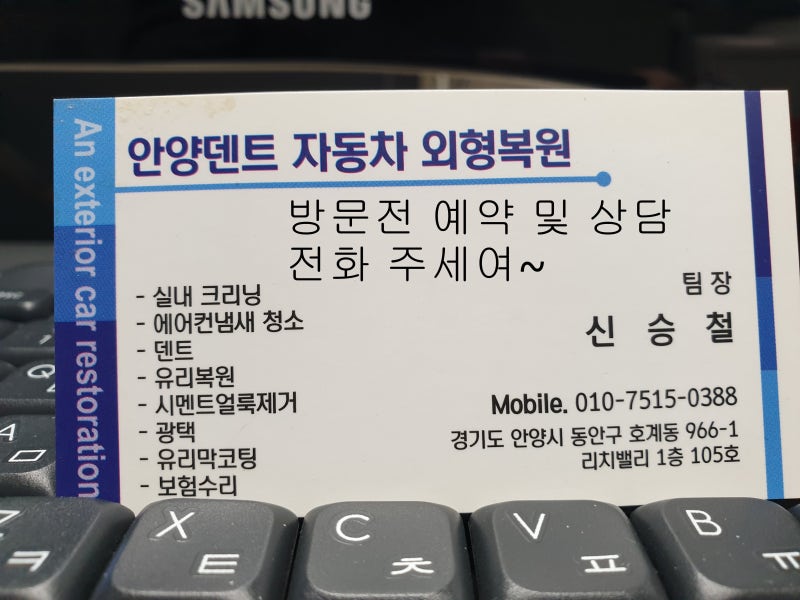 SAMSUNG
An exterior car restoration
안양덴트 자동차 외형복원
방문전 예약 및 상담
전화 주세여~
- 실내 크리닝
- 에어컨냄새 청소
- 덴트
- 유리복원
- 시멘트얼룩제거
- 광택
- 유리막코팅
- 보험수리
팀 장
신 승 철
Mobile. 010-7515-0388
경기도 안양시 동안구 호계동 966-1
리치밸리 1층 105호
Q
A
Z ㅋ
X ㅌ
C ㅊ
V ㅍ
B ㅠ